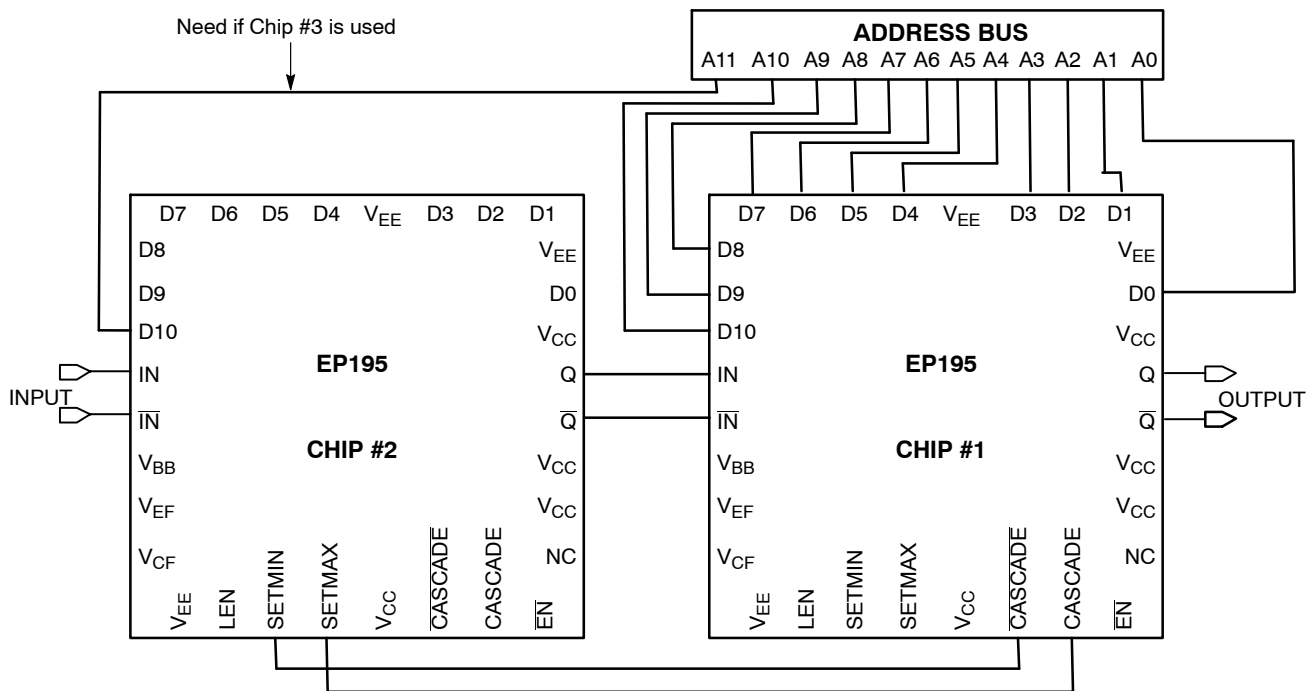 Need if Chip #3 is used
ADDRESS BUS
A11 A10 A9 A8 A7 A6 A5 A4 A3 A2 A1 A0
D7 D6 D5 D4 VEE D3 D2 D1
D8
D9
D10
IN
IN
VBB
VEF
VCF
VEE
D0
VCC
Q
Q
VCC
VCC
NC
EP195
CHIP #2
VEE LEN SETMIN SETMAX VCC CASCADE CASCADE EN
INPUT
D7 D6 D5 D4 VEE D3 D2 D1
D8
D9
D10
IN
IN
VBB
VEF
VCF
VEE
D0
VCC
Q
Q
VCC
VCC
NC
EP195
CHIP #1
VEE LEN SETMIN SETMAX VCC CASCADE CASCADE EN
OUTPUT